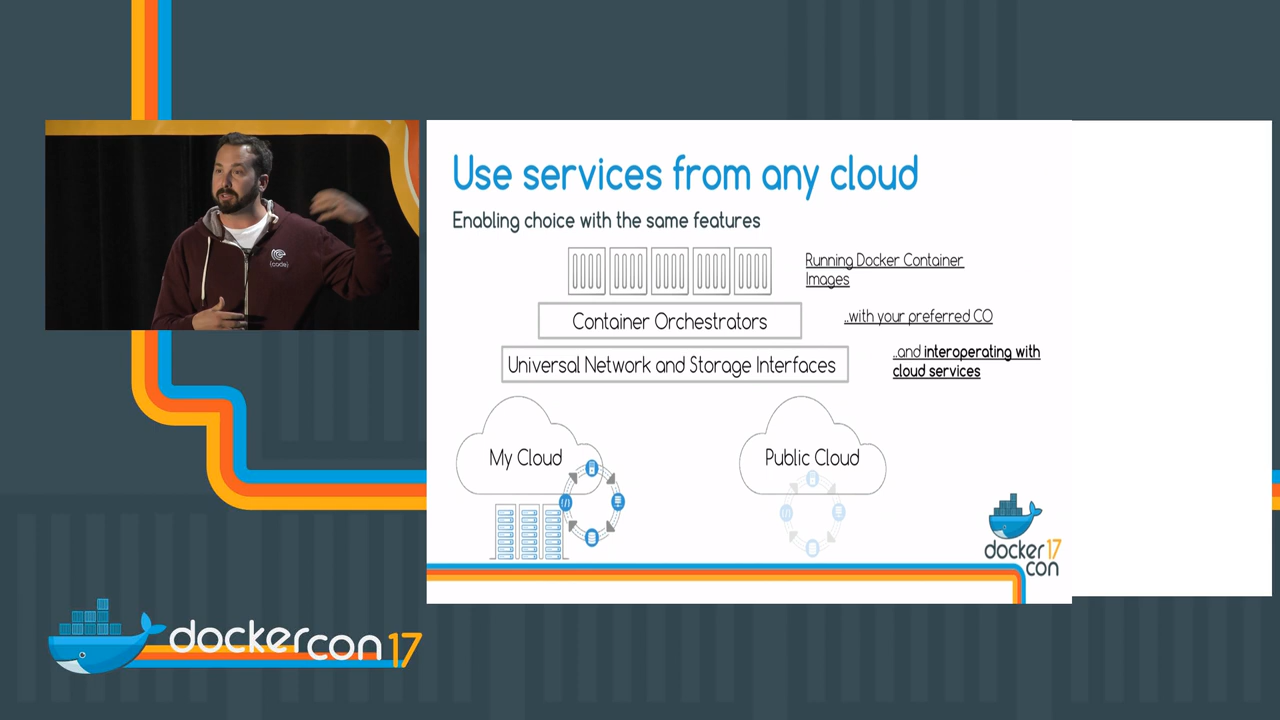 Use services from any cloud
Enabling choice with the same features
Running Docker Container
Images
Container Orchestrators
..with your preferred CO
Universal Network and Storage Interfaces
..and interoperating with
cloud services
My Cloud
Public Cloud
docker 17
con
{code}
dockercon 17